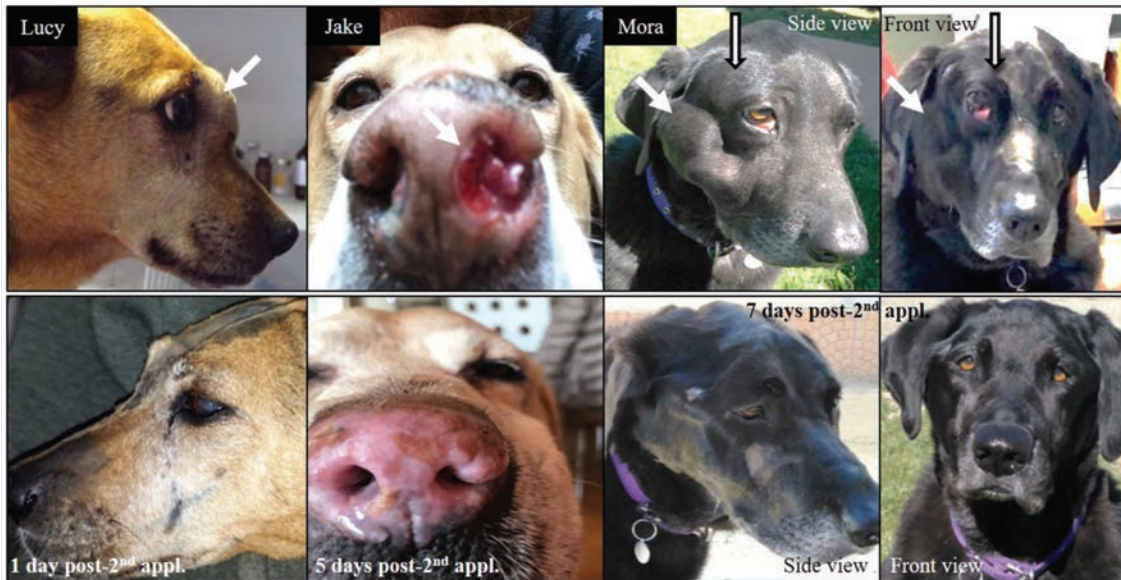 Lucy
Jake
Mora
Side view
Front view
1 day post-2nd appl.
5 days post-2nd appl.
7 days post-2nd appl.
Side view
Front view